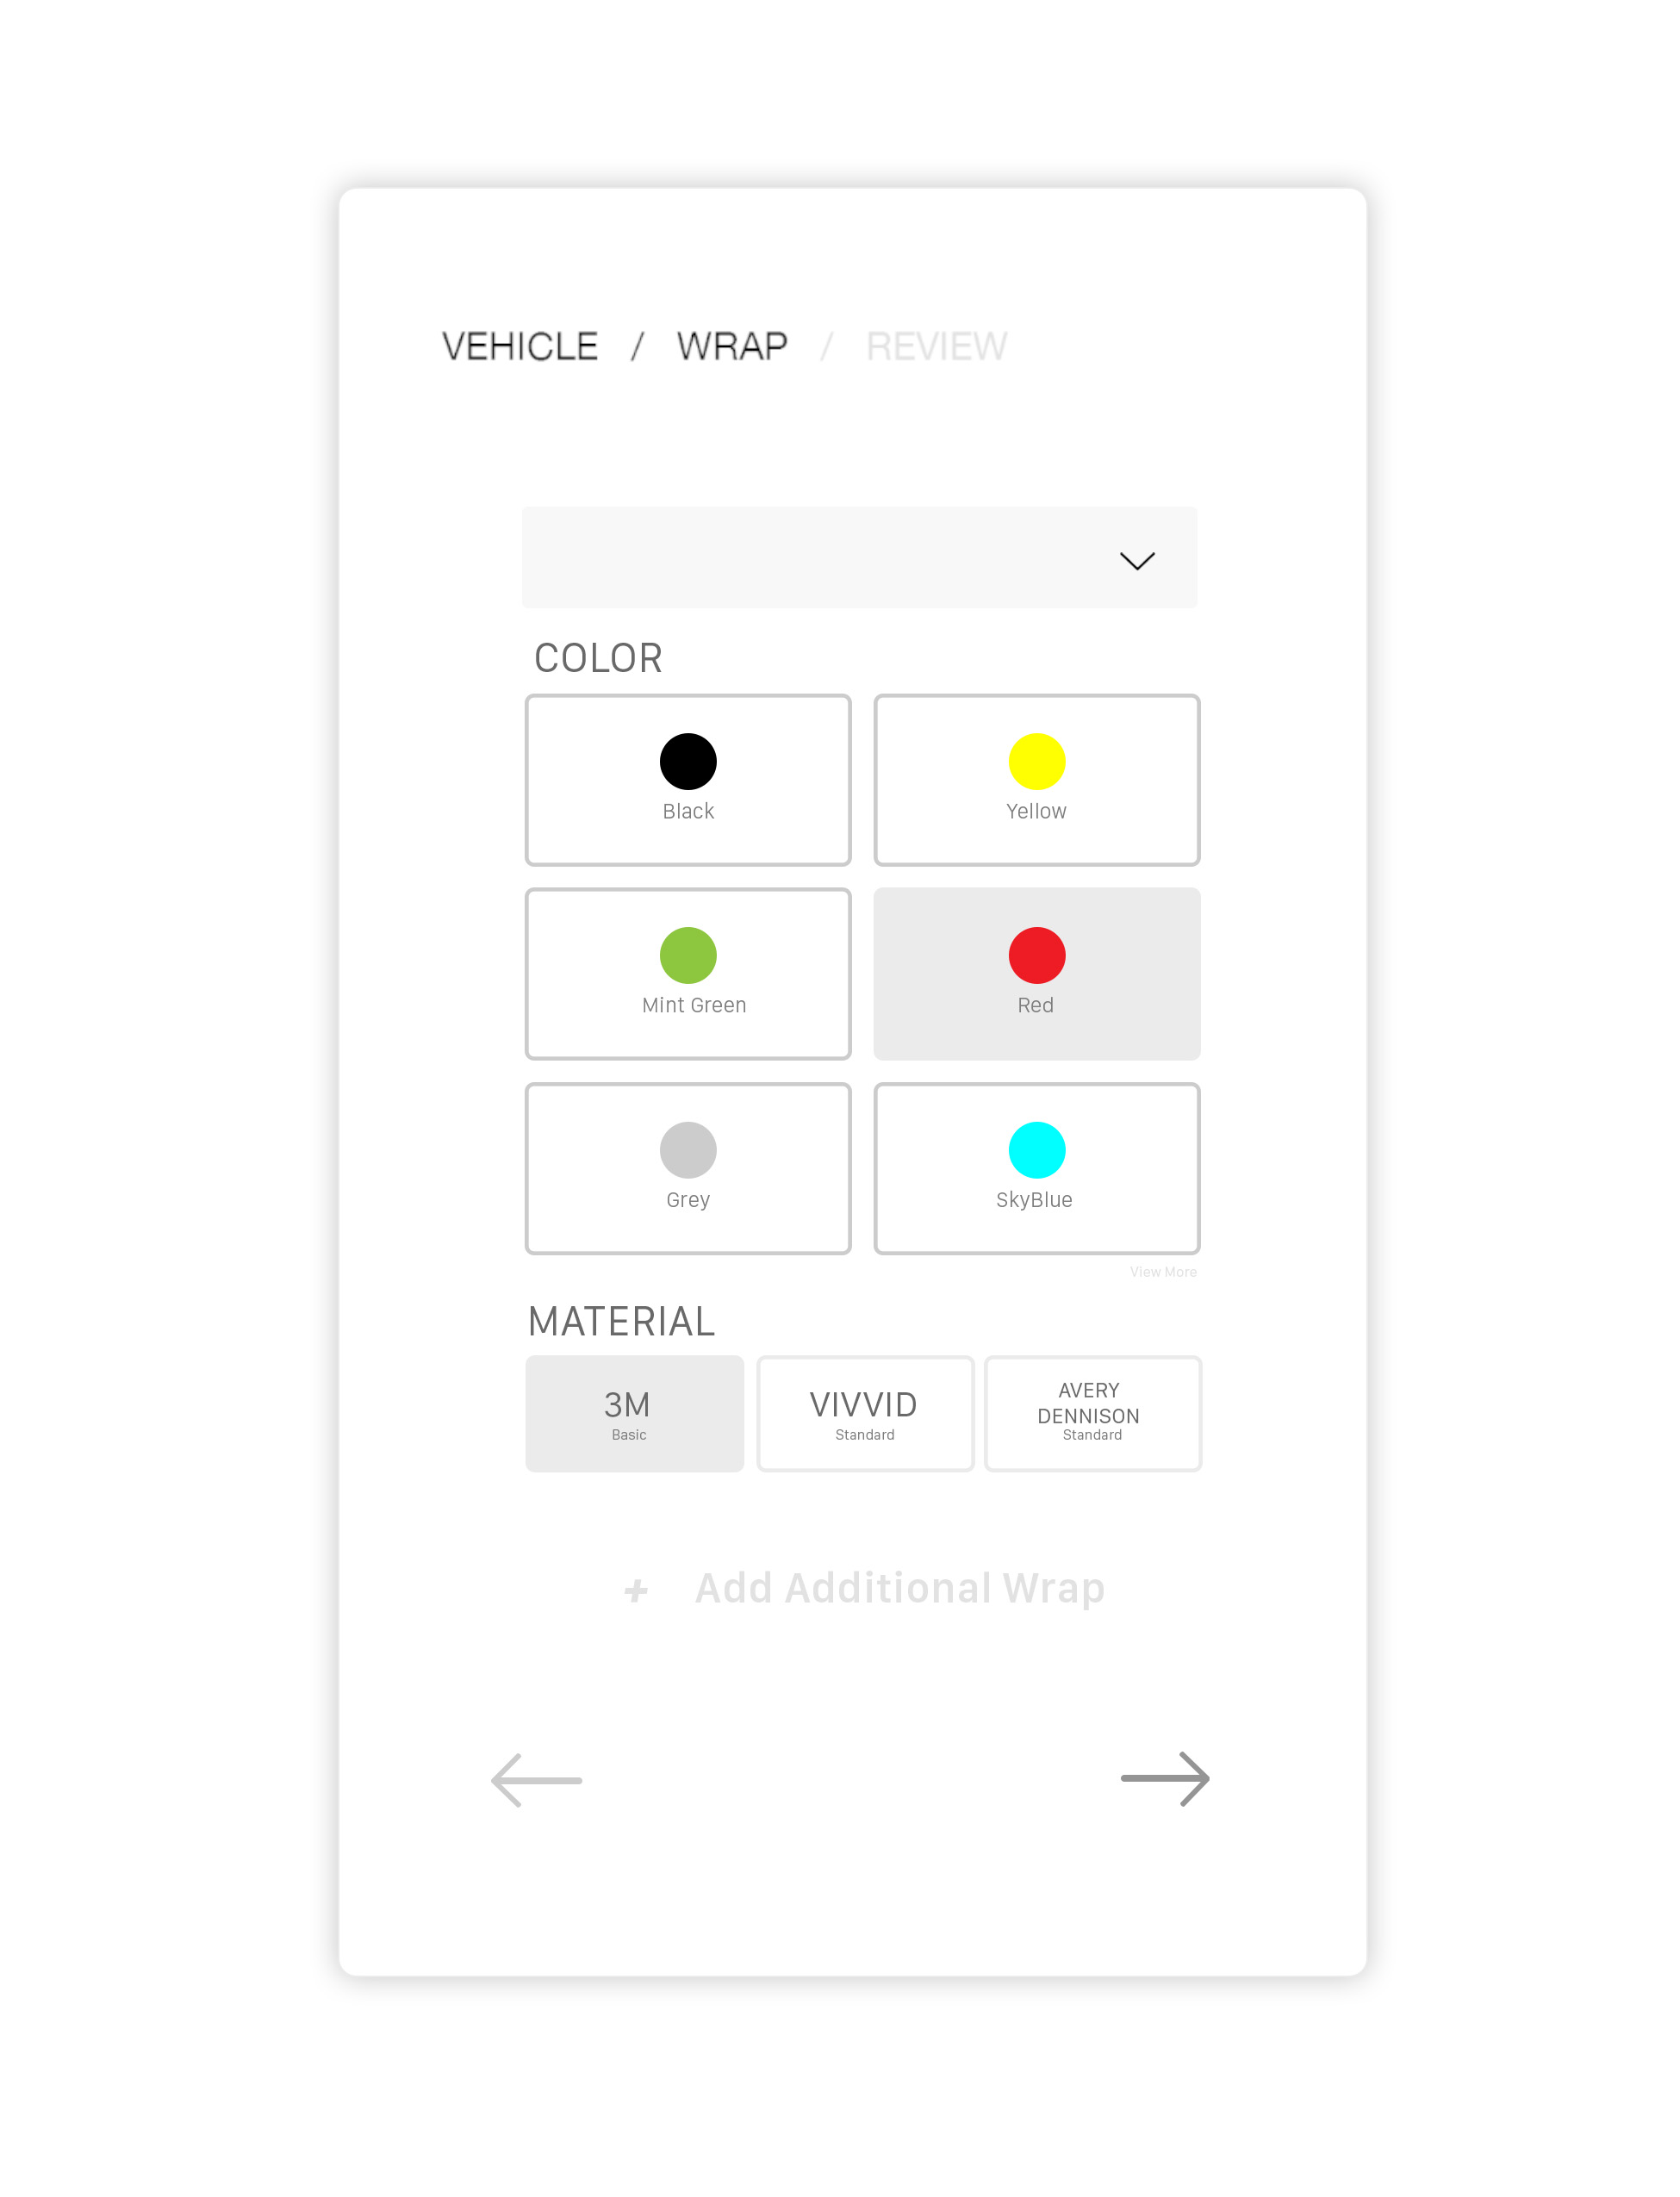 VEHICLE / WRAP / REVIEW
COLOR
Black
Yellow
Mint Green
Red
Grey
SkyBlue
View More
MATERIAL
3M
Basic
VIVVID
Standard
AVERY
DENNISON
Standard
+ Add Additional Wrap